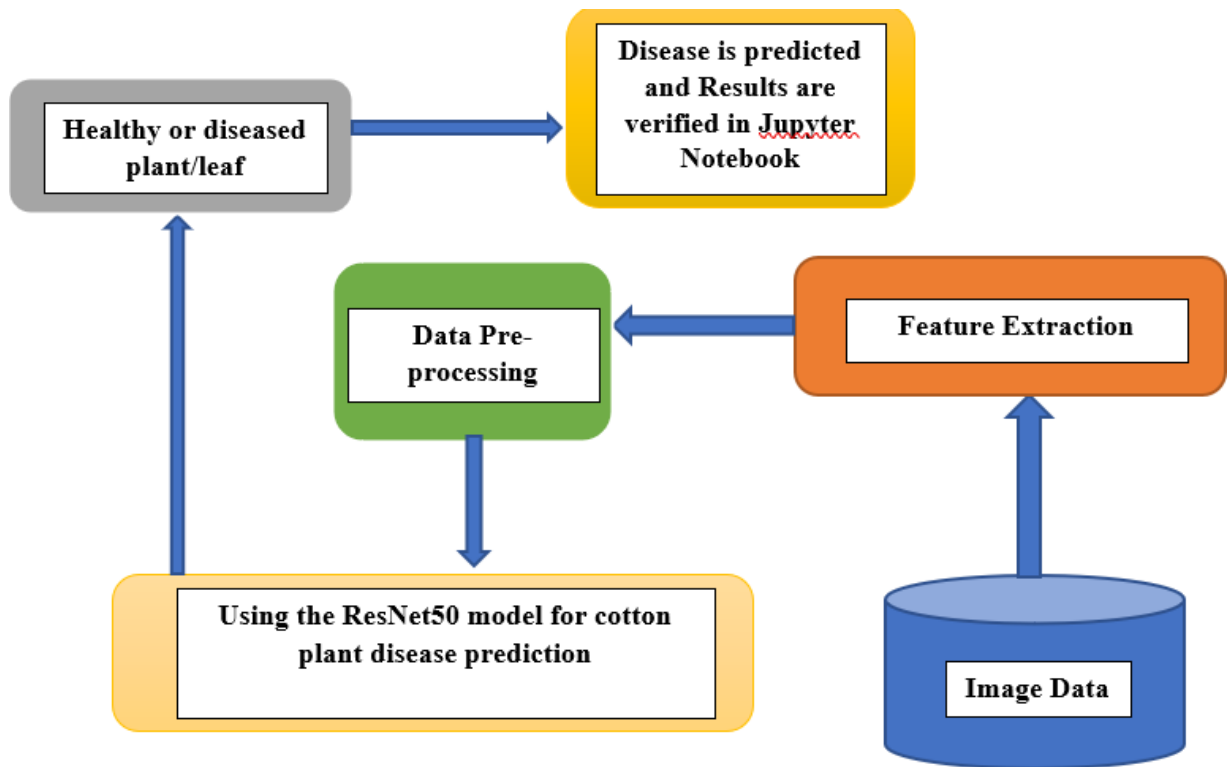 Disease is predicted
and Results are
verified in Jupyter
Notebook
Healthy or diseased
plant/leaf
Data Pre-
processing
Feature Extraction
Using the ResNet50 model for cotton
plant disease prediction
Image Data